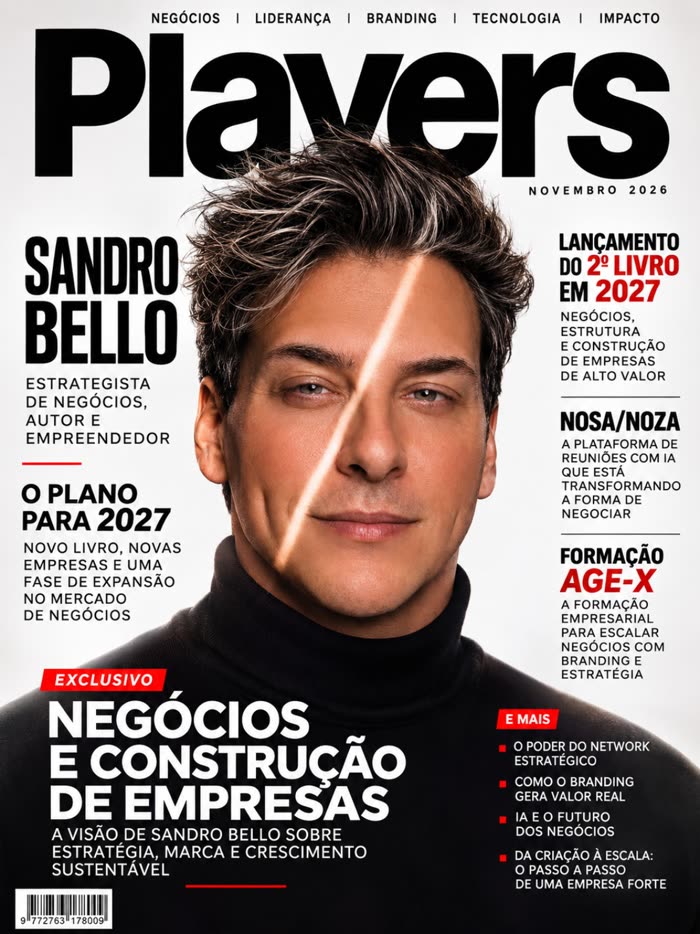 NEGÓCIOS | LIDERANÇA | BRANDING | TECNOLOGIA | IMPACTO
Players
NOVEMBRO 2026
SANDRO
BELLO
ESTRATEGISTA
DE NEGÓCIOS,
AUTOR E
EMPREENDEDOR
O PLANO
PARA 2027
NOVO LIVRO, NOVAS
EMPRESAS E UMA
FASE DE EXPANSÃO
NO MERCADO
DE NEGÓCIOS
LANÇAMENTO
DO 2º LIVRO
EM 2027
NEGÓCIOS,
ESTRUTURA
E CONSTRUÇÃO
DE EMPRESAS
DE ALTO VALOR
NOSA/NOZA
A PLATAFORMA DE
REUNIÕES COM IA
QUE ESTÁ
TRANSFORMANDO
A FORMA DE
NEGOCIAR
FORMAÇÃO
AGE-X
A FORMAÇÃO
EMPRESARIAL
PARA ESCALAR
NEGÓCIOS COM
BRANDING E
ESTRATÉGIA
EXCLUSIVO
NEGÓCIOS
E CONSTRUÇÃO
DE EMPRESAS
A VISÃO DE SANDRO BELLO SOBRE
ESTRATÉGIA, MARCA E CRESCIMENTO
SUSTENTÁVEL
E MAIS
O PODER DO NETWORK
ESTRATÉGICO
COMO O BRANDING
GERA VALOR REAL
IA E O FUTURO
DOS NEGÓCIOS
DA CRIAÇÃO À ESCALA:
O PASSO A PASSO
DE UMA EMPRESA FORTE
9 772763 178009